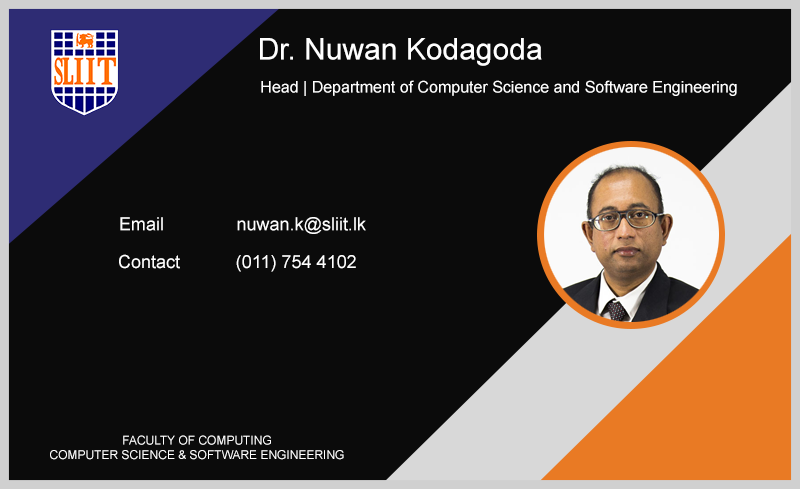 SLIIT
Dr. Nuwan Kodagoda
Head | Department of Computer Science and Software Engineering
Email nuwan.k@sliit.lk
Contact (011) 754 4102
FACULTY OF COMPUTING
COMPUTER SCIENCE & SOFTWARE ENGINEERING